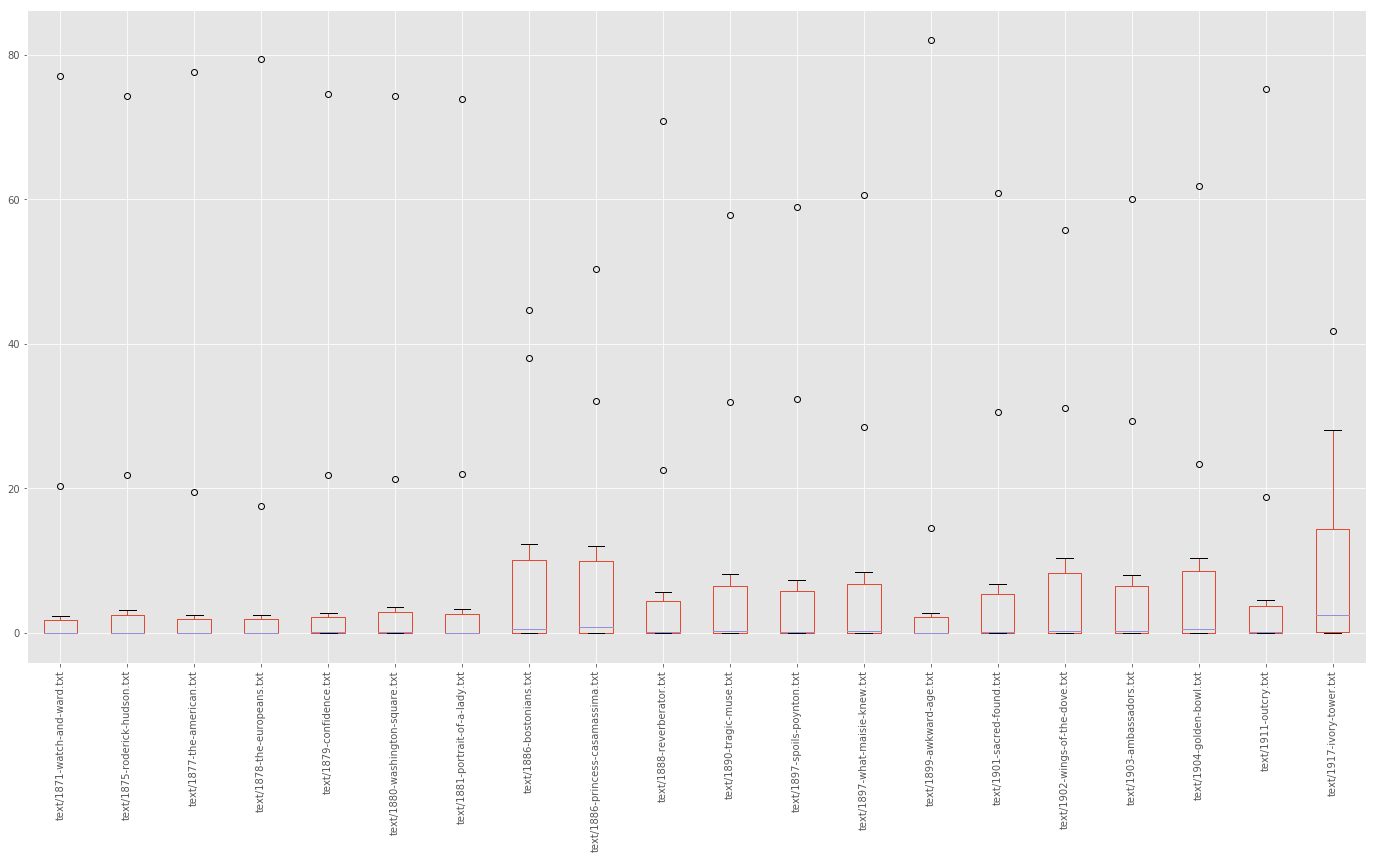 80
60
40
20
0
text/1871-watch-and-ward.txt
text/1875-roderick-hudson.txt
text/1877-the-american.txt
text/1878-the-europeans.txt
text/1879-confidence.txt
text/1880-washington-square.txt
text/1881-portrait-of-a-lady.txt
text/1886-bostonians.txt
text/1886-princess-casamassina.txt
text/1888-reverberator.txt
text/1890-tragic-muse.txt
text/1897-spoils-poynton.txt
text/1897-what-maisie-knew.txt
text/1899-awkward-age.txt
text/1901-sacred-found.txt
text/1902-wings-of-the-dove.txt
text/1903-ambassadors.txt
text/1904-golden-bowl.txt
text/1911-outcry.txt
text/1917-ivory-tower.txt